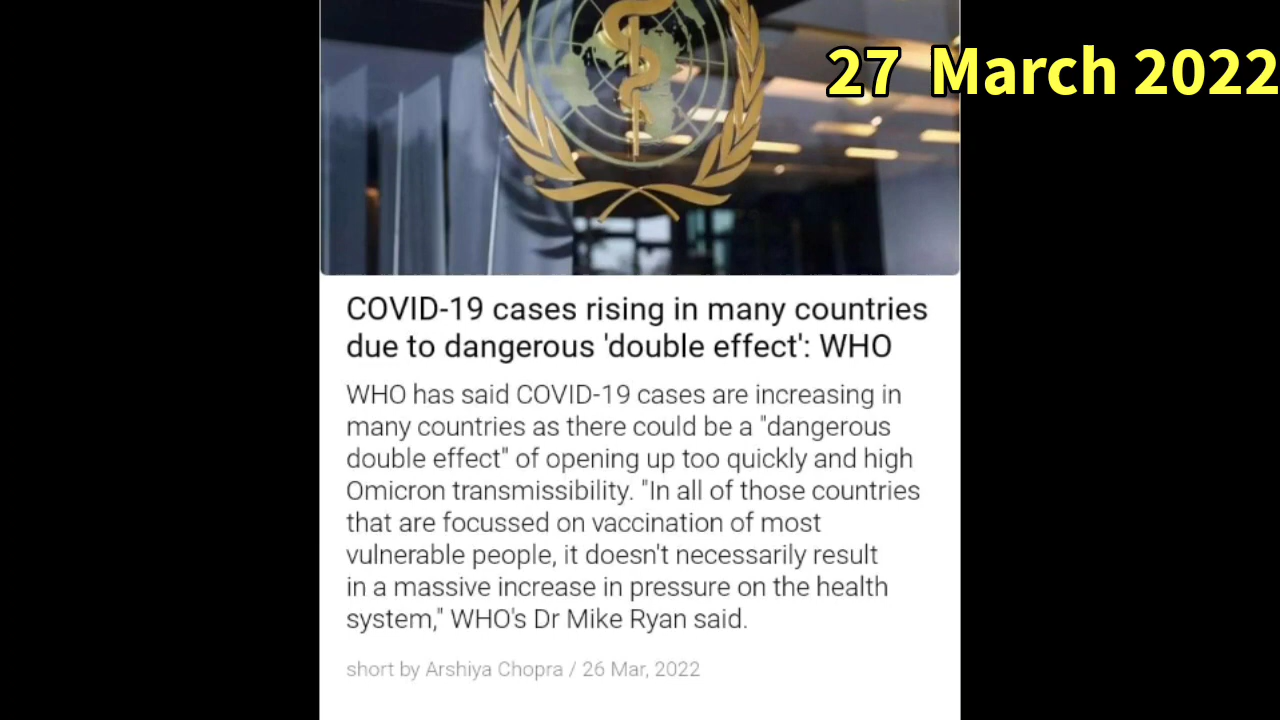 27 March 2022
COVID-19 cases rising in many countries
due to dangerous 'double effect': WHO
WHO has said COVID-19 cases are increasing in
many countries as there could be a "dangerous
double effect" of opening up too quickly and high
Omicron transmissibility. "In all of those countries
that are focussed on vaccination of most
vulnerable people, it doesn't necessarily result
in a massive increase in pressure on the health
system," WHO's Dr Mike Ryan said.
short by Arshiya Chopra / 26 Mar, 2022